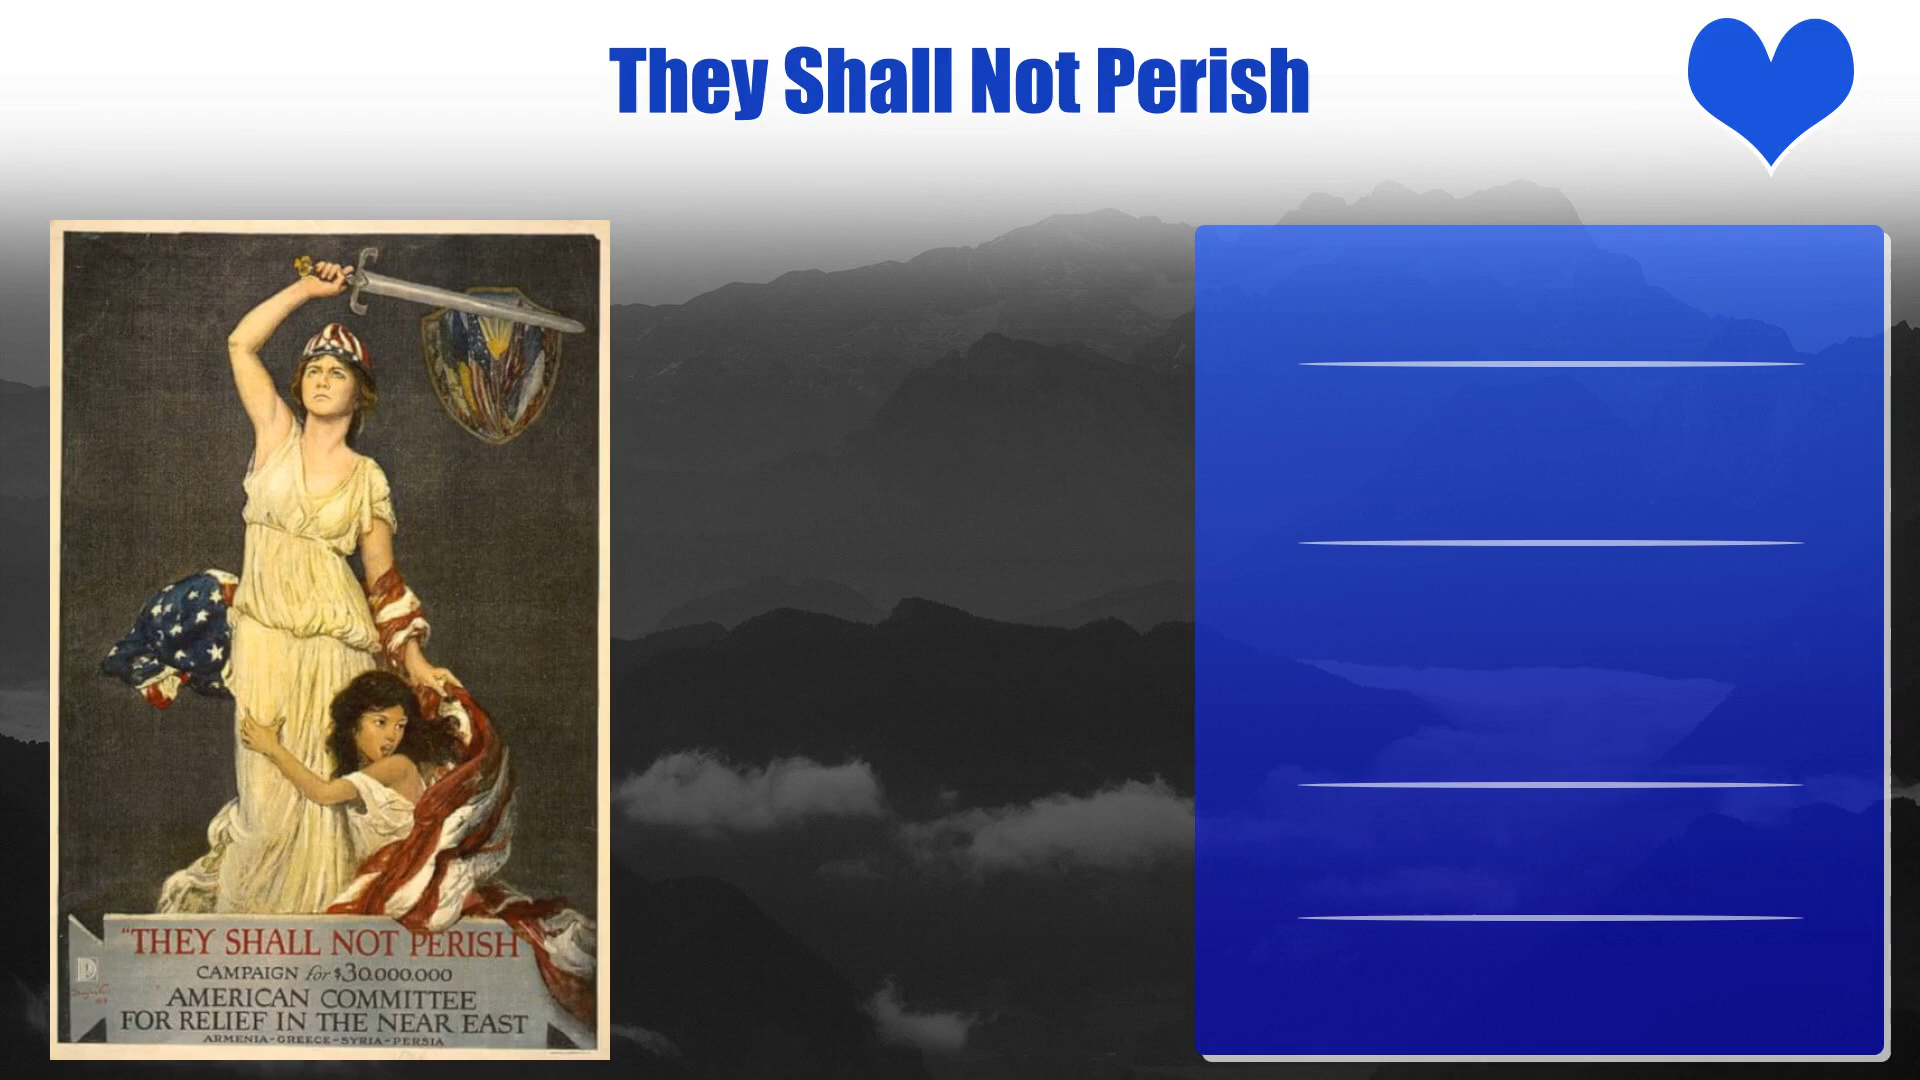 They Shall Not Perish
"THEY SHALL NOT PERISH"
CAMPAIGN for $30.000.000
AMERICAN COMMITTEE
FOR RELIEF IN THE NEAR EAST
ARMENIA-GREECE-SYRIA-PERSIA